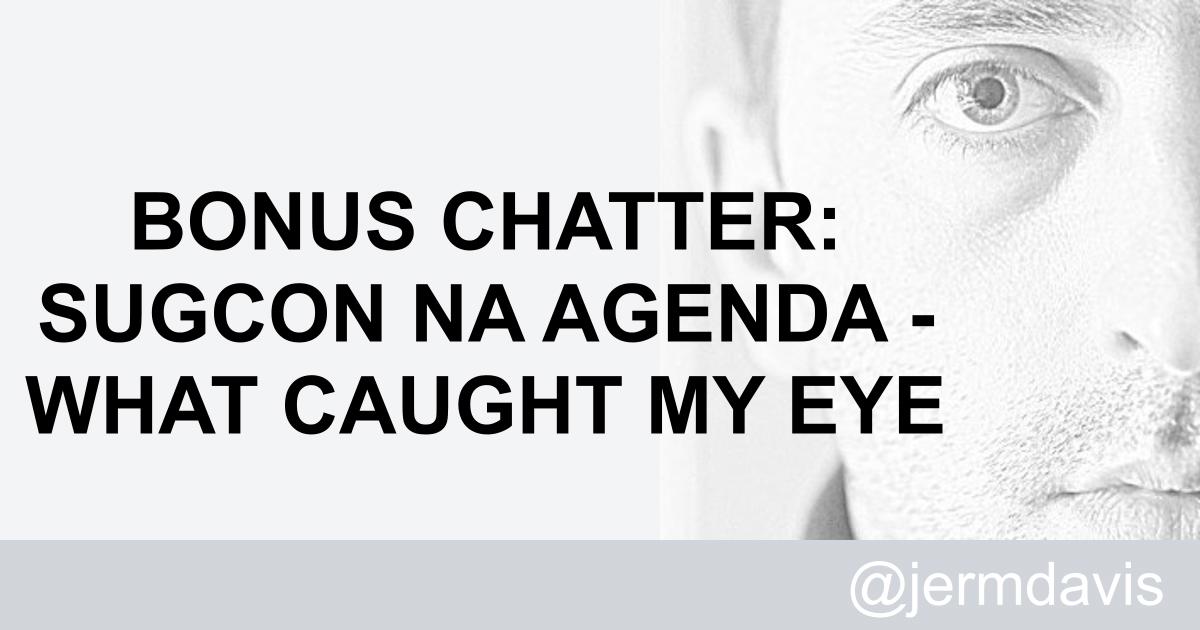 BONUS CHATTER:
SUGCON NA AGENDA -
WHAT CAUGHT MY EYE
@jermdavis